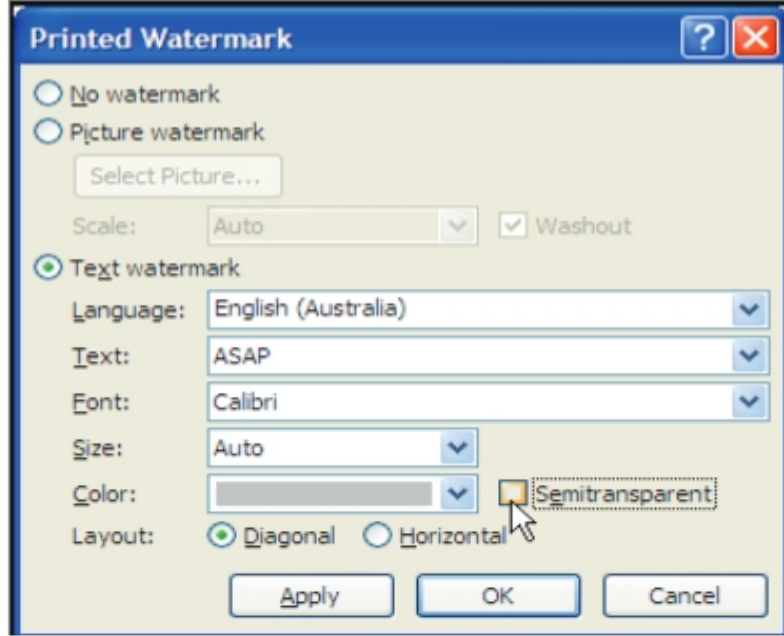 Printed Watermark
No watermark
Picture watermark
Select Picture...
Scale: Auto Washout
Text watermark
Language: English (Australia)
Text: ASAP
Font: Calibri
Size: Auto
Color: Semitransparent
Layout: Diagonal Horizontal
Apply OK Cancel